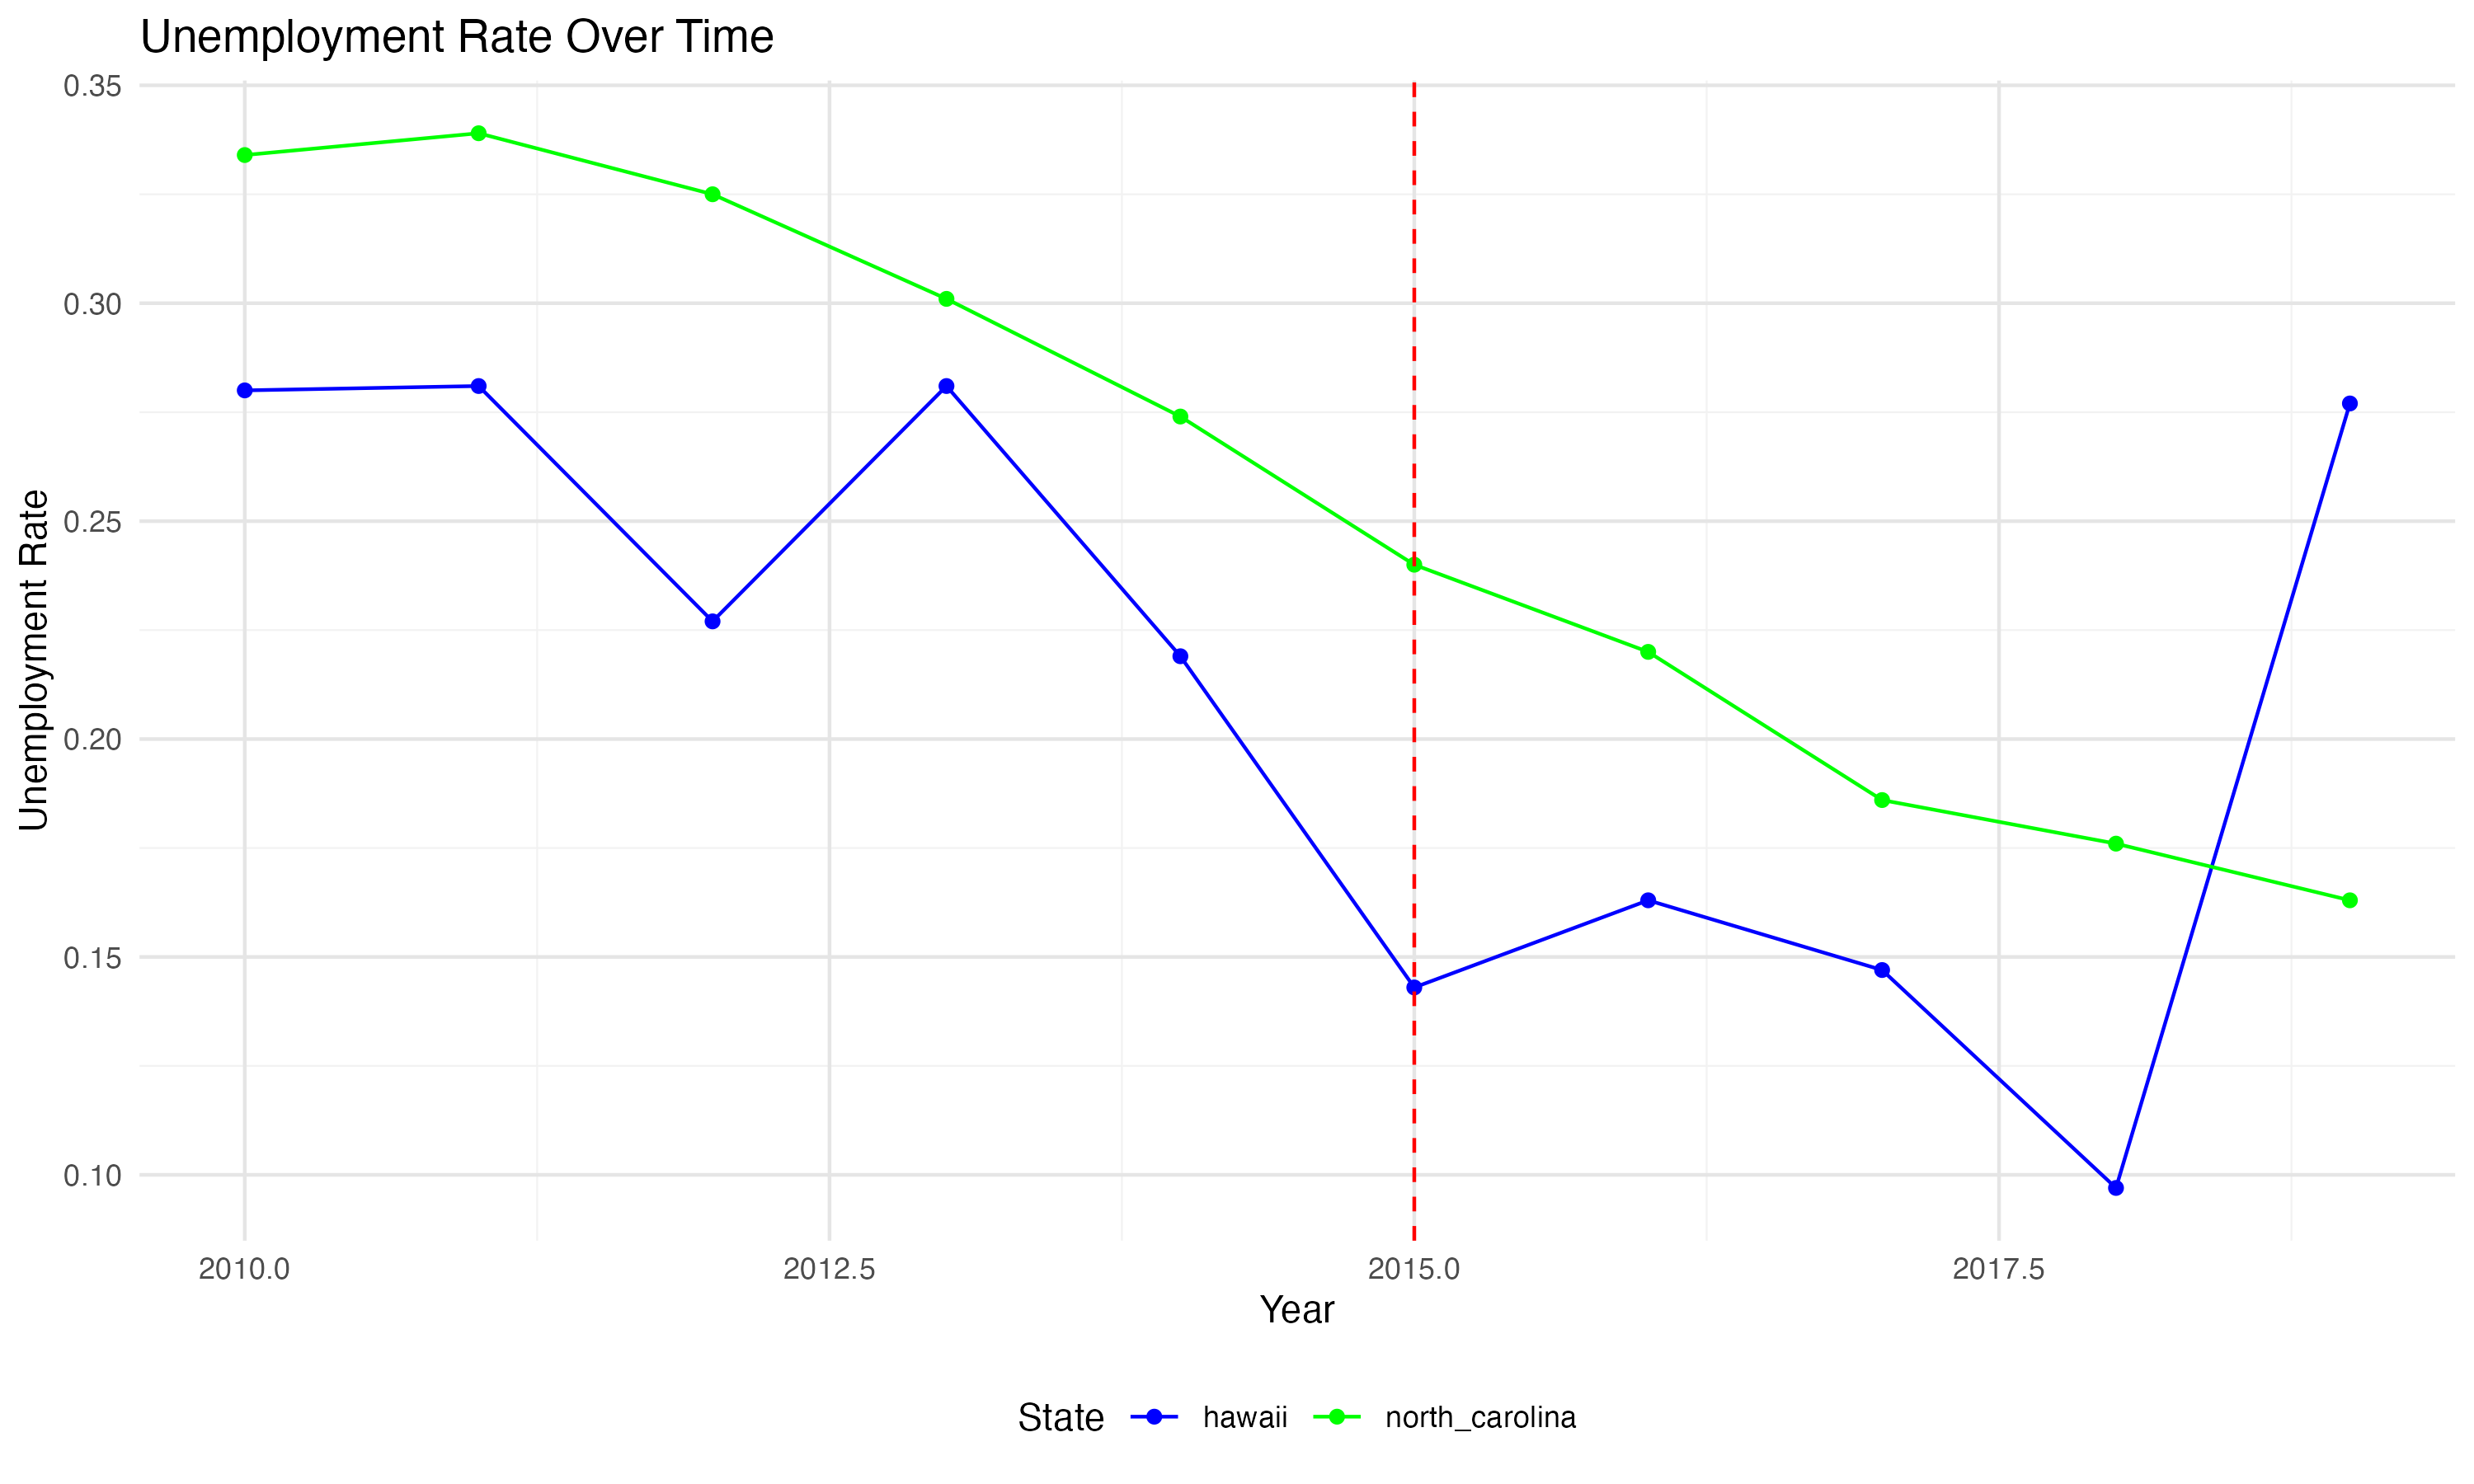 Unemployment Rate Over Time
0.35
0.30
0.25
0.20
0.15
0.10
Unemployment Rate
2010.0 2012.5 2015.0 2017.5
Year
State hawaii north_carolina